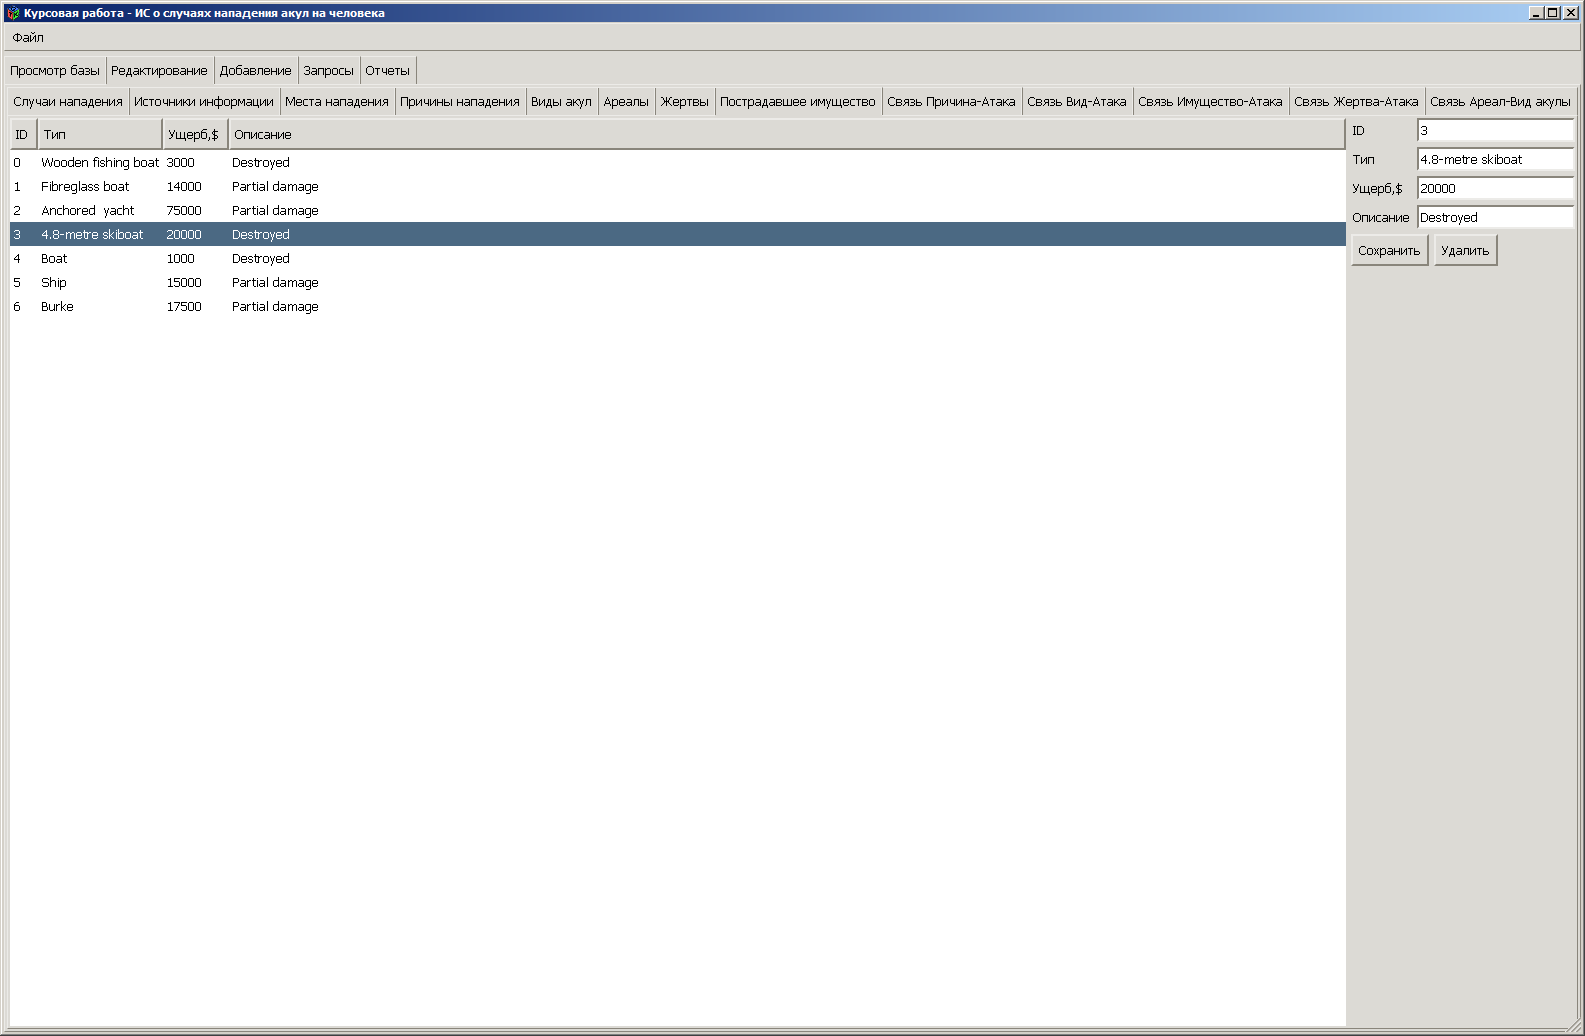 Курсовая работа - ИС о случаях нападения акул на человека
Файл
Просмотр базы Редактирование Добавление Запросы Отчеты
Случаи нападения Источники информации Места нападения Причины нападения Виды акул Ареалы Жертвы Пострадавшее имущество Связь Причина-Атака Связь Вид-Атака Связь Имущество-Атака Связь Жертва-Атака Связь Ареал-Вид акулы
ID Тип Ущерб,$ Описание
0 Wooden fishing boat 3000 Destroyed
1 Fibreglass boat 14000 Partial damage
2 Anchored  yacht 75000 Partial damage
3 4.8-metre skiboat 20000 Destroyed
4 Boat 1000 Destroyed
5 Ship 15000 Partial damage
6 Burke 17500 Partial damage
ID 3
Тип 4.8-metre skiboat
Ущерб,$ 20000
Описание Destroyed
Сохранить Удалить